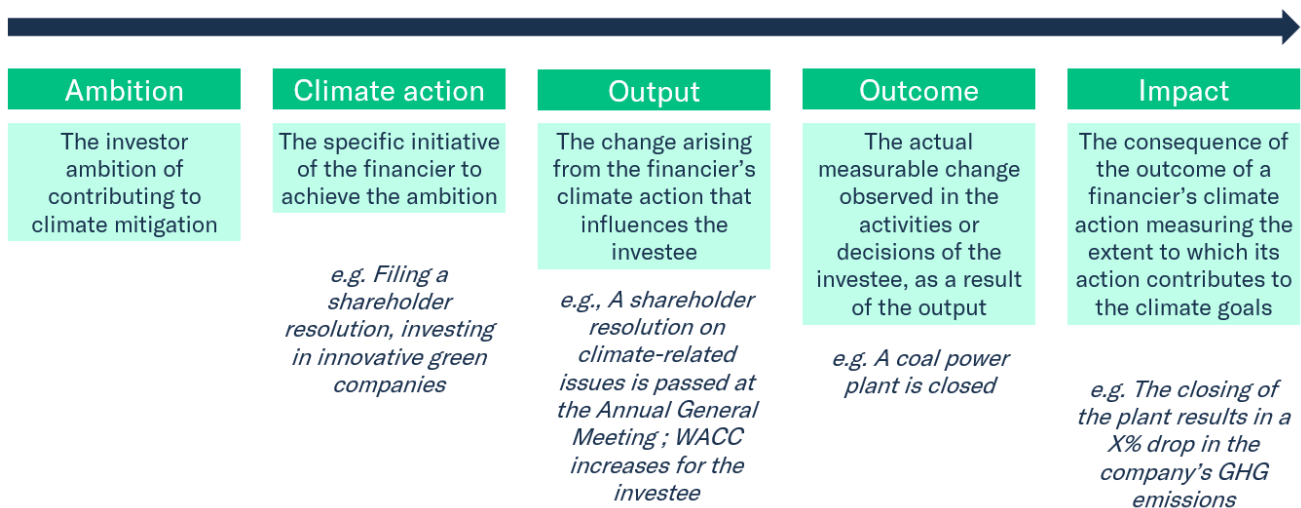 Ambition
The investor
ambition of
contributing to
climate mitigation
Climate action
The specific initiative
of the financier to
achieve the ambition
e.g. Filing a
shareholder
resolution, investing
in innovative green
companies
Output
The change arising
from the financier’s
climate action that
influences the
investee
e.g., A shareholder
resolution on
climate-related
issues is passed at
the Annual General
Meeting ; WACC
increases for the
investee
Outcome
The actual
measurable change
observed in the
activities or
decisions of the
investee, as a result
of the output
e.g. A coal power
plant is closed
Impact
The consequence of
the outcome of a
financier’s climate
action measuring the
extent to which its
action contributes to
the climate goals
e.g. The closing of
the plant results in a
X% drop in the
company’s GHG
emissions